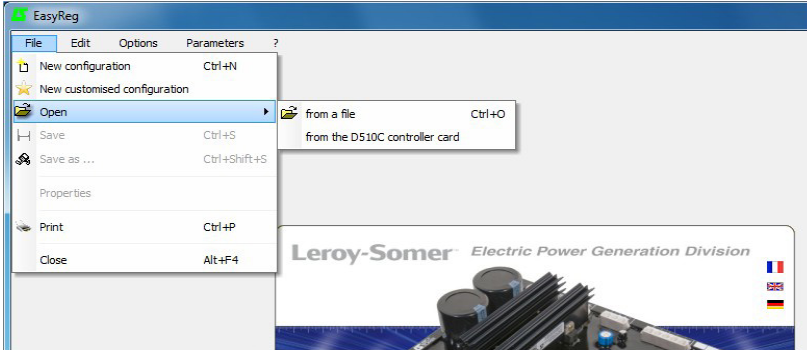 EasyReg
File Edit Options Parameters ?
New configuration Ctrl+N
New customised configuration
Open
from a file Ctrl+O
from the D510C controller card
Save Ctrl+S
Save as ... Ctrl+Shift+S
Properties
Print Ctrl+P
Close Alt+F4
Leroy-Somer Electric Power Generation Division